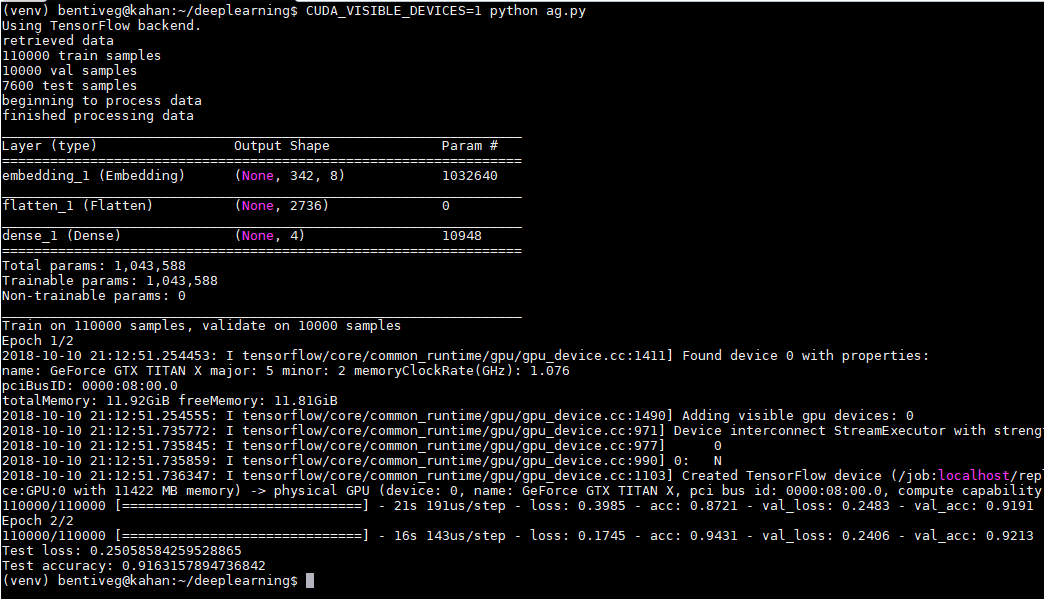 (venv) bentiveg@kahan:~/deeplearning$ CUDA_VISIBLE_DEVICES=1 python ag.py
Using TensorFlow backend.
retrieved data
110000 train samples
10000 val samples
7600 test samples
beginning to process data
finished processing data
_________________________________________________________________
Layer (type)                 Output Shape              Param #
=================================================================
embedding_1 (Embedding)      (None, 342, 8)            1032640
_________________________________________________________________
flatten_1 (Flatten)          (None, 2736)              0
_________________________________________________________________
dense_1 (Dense)              (None, 4)                 10948
=================================================================
Total params: 1,043,588
Trainable params: 1,043,588
Non-trainable params: 0
_________________________________________________________________
Train on 110000 samples, validate on 10000 samples
Epoch 1/2
2018-10-10 21:12:51.254453: I tensorflow/core/common_runtime/gpu/gpu_device.cc:1411] Found device 0 with properties:
name: GeForce GTX TITAN X major: 5 minor: 2 memoryClockRate(GHz): 1.076
pciBusID: 0000:08:00.0
totalMemory: 11.92GiB freeMemory: 11.81GiB
2018-10-10 21:12:51.254555: I tensorflow/core/common_runtime/gpu/gpu_device.cc:1490] Adding visible gpu devices: 0
2018-10-10 21:12:51.735772: I tensorflow/core/common_runtime/gpu/gpu_device.cc:971] Device interconnect StreamExecutor with strengt
2018-10-10 21:12:51.735845: I tensorflow/core/common_runtime/gpu/gpu_device.cc:977]      0
2018-10-10 21:12:51.735859: I tensorflow/core/common_runtime/gpu/gpu_device.cc:990] 0:   N
2018-10-10 21:12:51.736347: I tensorflow/core/common_runtime/gpu/gpu_device.cc:1103] Created TensorFlow device (/job:localhost/repl
ce:GPU:0 with 11422 MB memory) -> physical GPU (device: 0, name: GeForce GTX TITAN X, pci bus id: 0000:08:00.0, compute capability
110000/110000 [==============================] - 21s 191us/step - loss: 0.3985 - acc: 0.8721 - val_loss: 0.2483 - val_acc: 0.9191
Epoch 2/2
110000/110000 [==============================] - 16s 143us/step - loss: 0.1745 - acc: 0.9431 - val_loss: 0.2406 - val_acc: 0.9213
Test loss: 0.25058584259528865
Test accuracy: 0.9163157894736842
(venv) bentiveg@kahan:~/deeplearning$